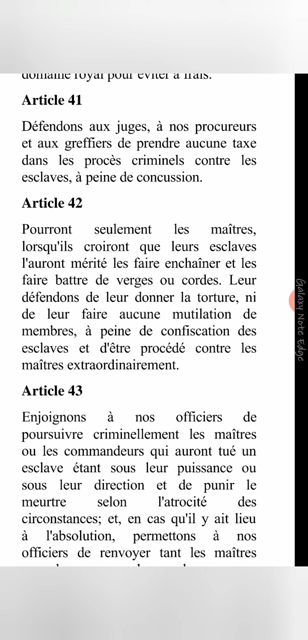 domaine royal pour éviter à frais.
Article 41
Défendons aux juges, à nos procureurs
et aux greffiers de prendre aucune taxe
dans les procès criminels contre les
esclaves, à peine de concussion.
Article 42
Pourront seulement les maîtres,
lorsqu'ils croiront que leurs esclaves
l'auront mérité les faire enchaîner et les
faire battre de verges ou cordes. Leur
défendons de leur donner la torture, ni
de leur faire aucune mutilation de
membres, à peine de confiscation des
esclaves et d'être procédé contre les
maîtres extraordinairement.
Article 43
Enjoignons à nos officiers de
poursuivre criminellement les maîtres
ou les commandeurs qui auront tué un
esclave étant sous leur puissance ou
sous leur direction et de punir le
meurtre selon l'atrocité des
circonstances; et, en cas qu'il y ait lieu
à l'absolution, permettons à nos
officiers de renvoyer tant les maîtres
Galaxy Note Edge